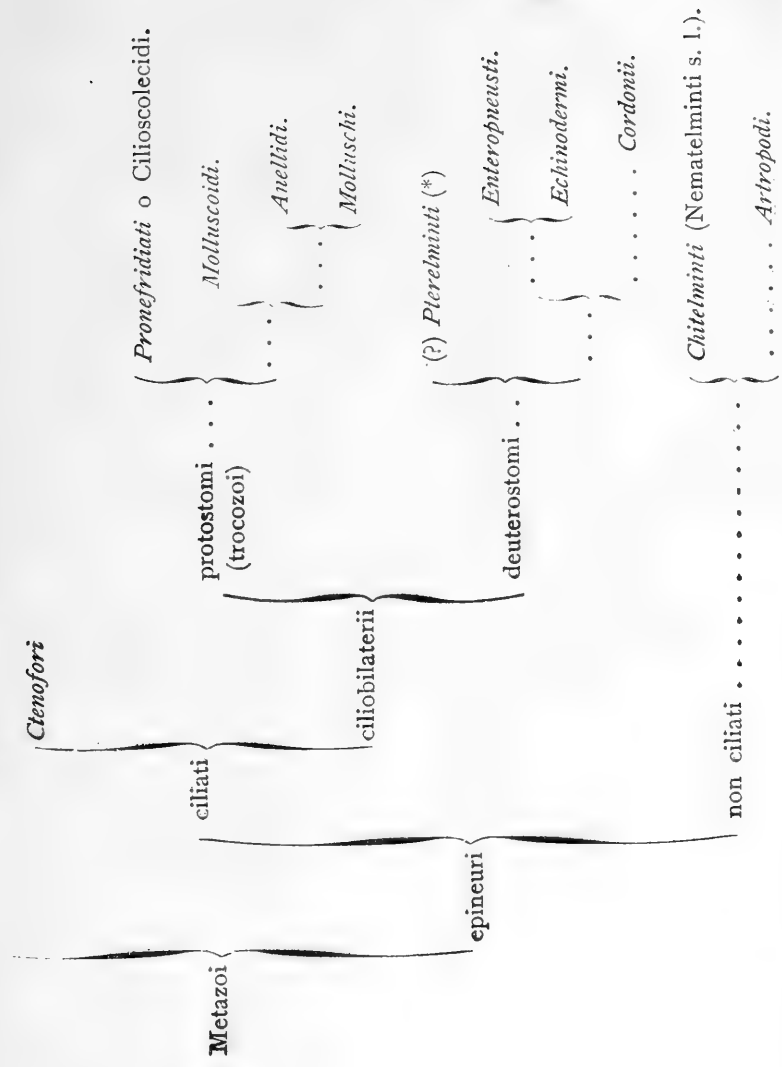 Ctenofori
Pronefridiati o Cilioscolecidi.
Metazoi
ciliati
protostomi . . .
Molluscoidi.
(trocozoi)
. . . .
Anellidi.
. . . .
Molluschi.
ciliobilaterii
(?) Pterelminti (*)
epineuri
deuterostomi . .
Enteropneusti.
. . . .
Echinodermi.
. . .
. . . . . . Cordonii.
Chitelminti (Nematelminti s. l.).
non ciliati . . . . . . . . . . . . . . .
. . . . . . Artropodi.